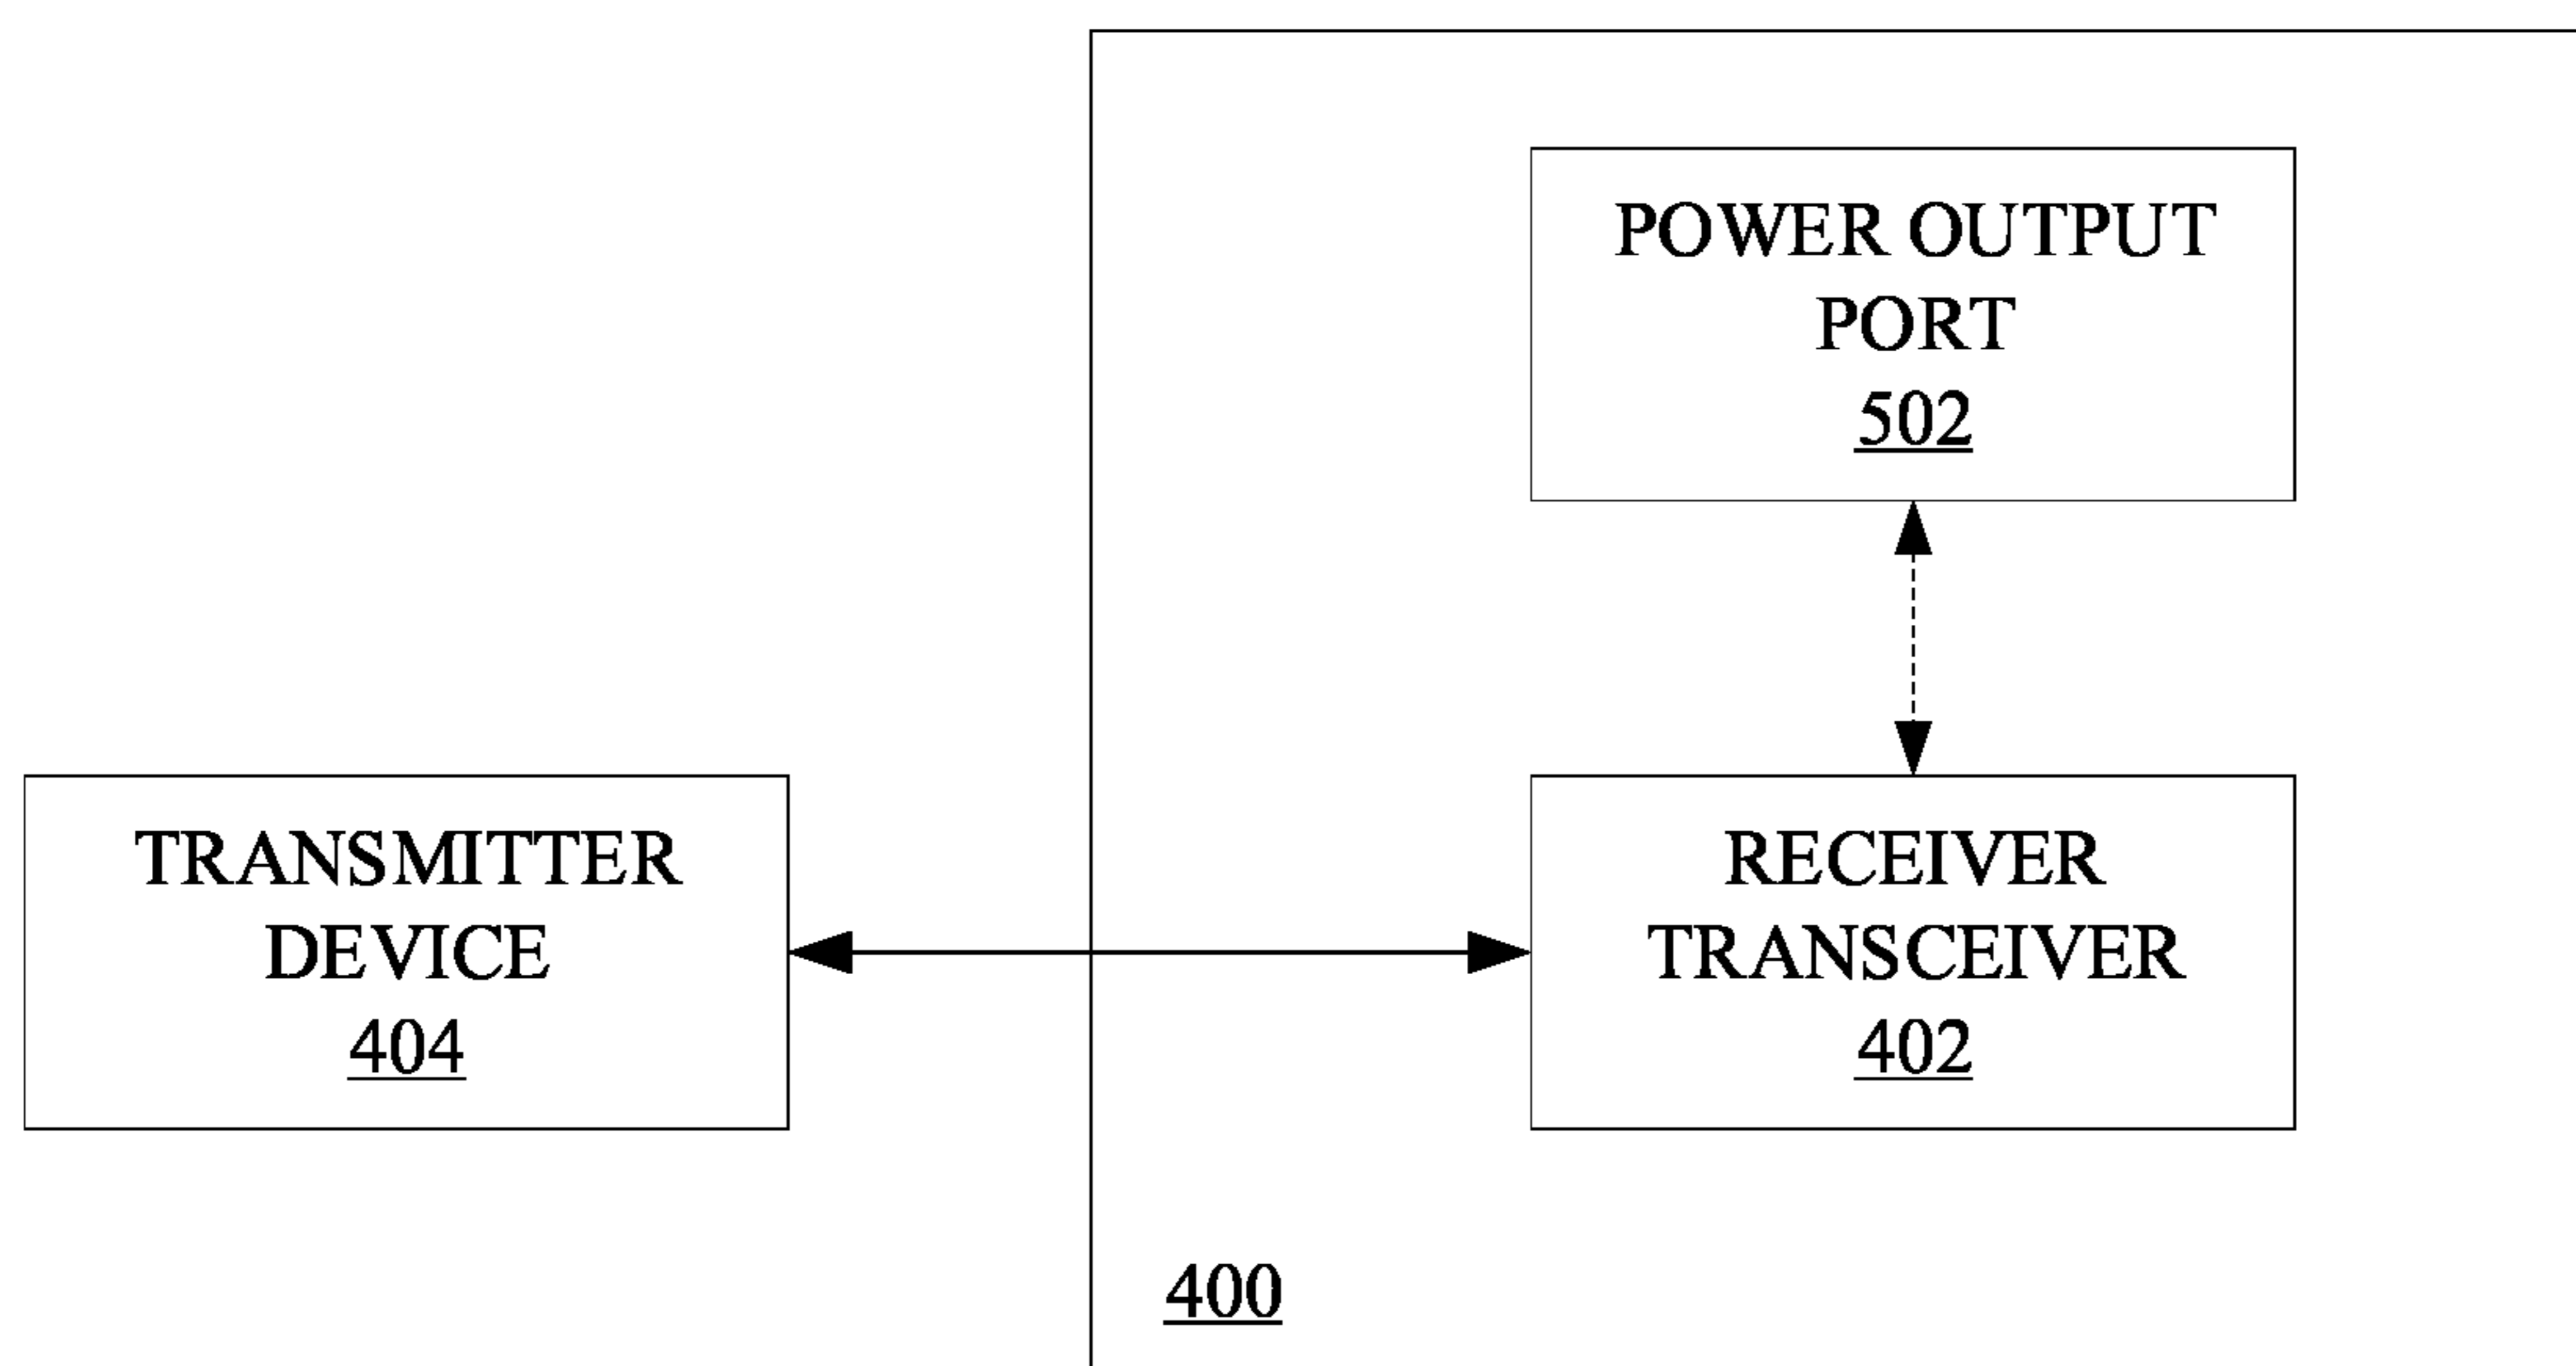 POWER OUTPUT
PORT
502
TRANSMITTER
DEVICE
404
RECEIVER
TRANSCEIVER
402
400